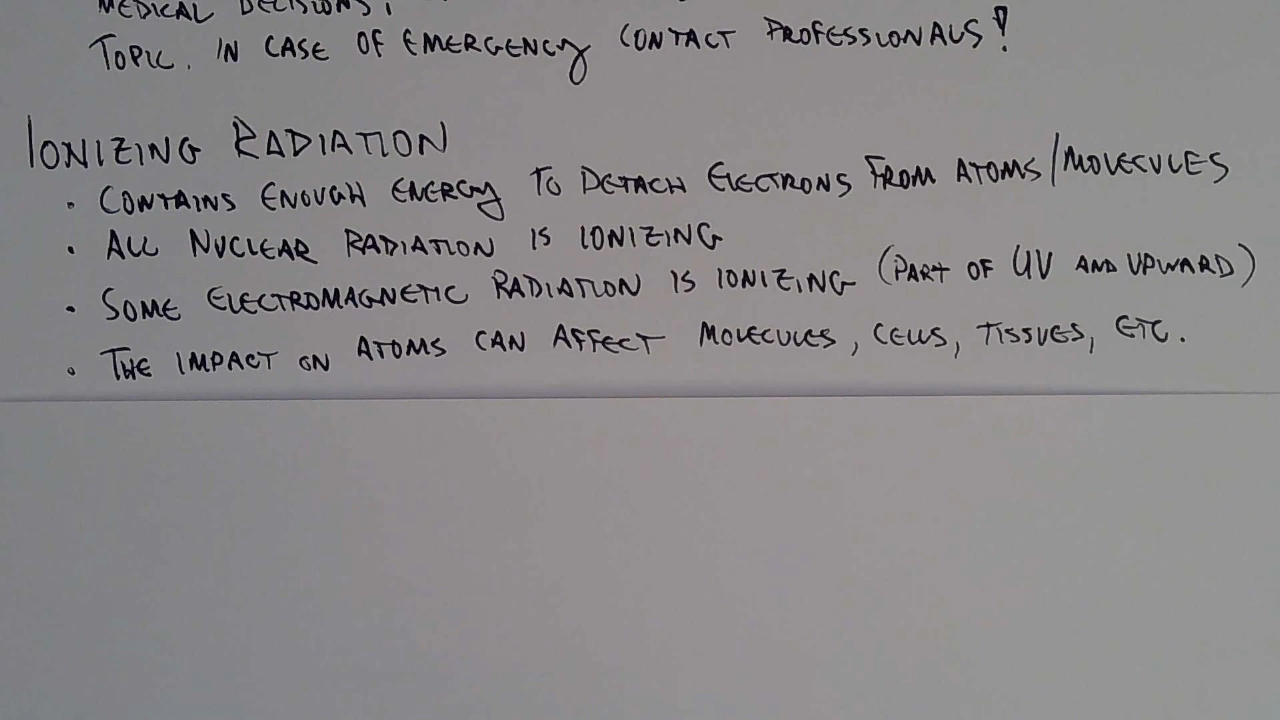 MEDICAL DECISIONS!
TOPIC. IN CASE OF EMERGENCY CONTACT PROFESSIONALS!
IONIZING RADIATION
• CONTAINS ENOUGH ENERGY TO DETACH ELECTRONS FROM ATOMS/MOLECULES
• ALL NUCLEAR RADIATION IS IONIZING
• SOME ELECTROMAGNETIC RADIATION IS IONIZING (PART OF UV AND UPWARD)
• THE IMPACT ON ATOMS CAN AFFECT MOLECULES, CELLS, TISSUES, ETC.